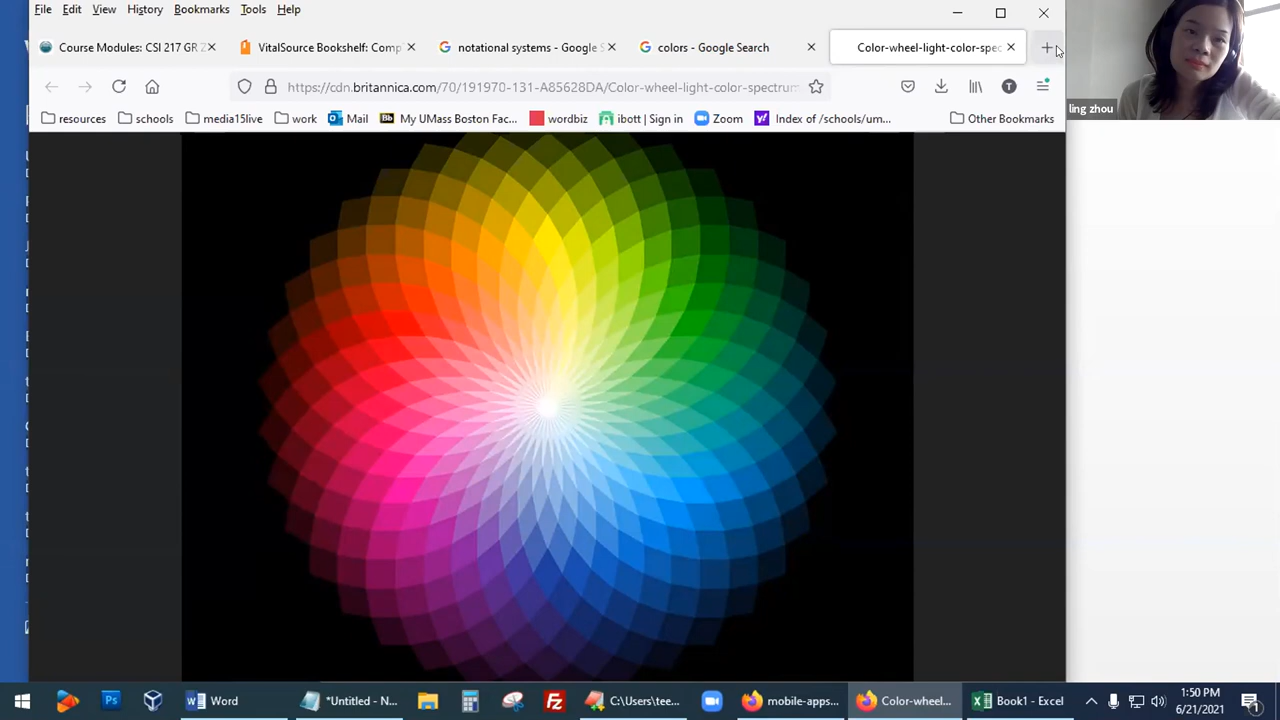 File Edit View History Bookmarks Tools Help
Course Modules: CSI 217 GR Z
VitalSource Bookshelf: Comp
notational systems - Google S
colors - Google Search
Color-wheel-light-color-spec
https://cdn.britannica.com/70/191970-131-A85628DA/Color-wheel-light-color-spectrum
T
resources schools media15live work Mail My UMass Boston Fac... wordbiz ibott | Sign in Zoom Index of /schools/um... Other Bookmarks
Bb
ling zhou
Ps Word *Untitled - N... Fz C:\Users\tee... mobile-apps... Color-wheel... Book1 - Excel
1:50 PM
6/21/2021
1